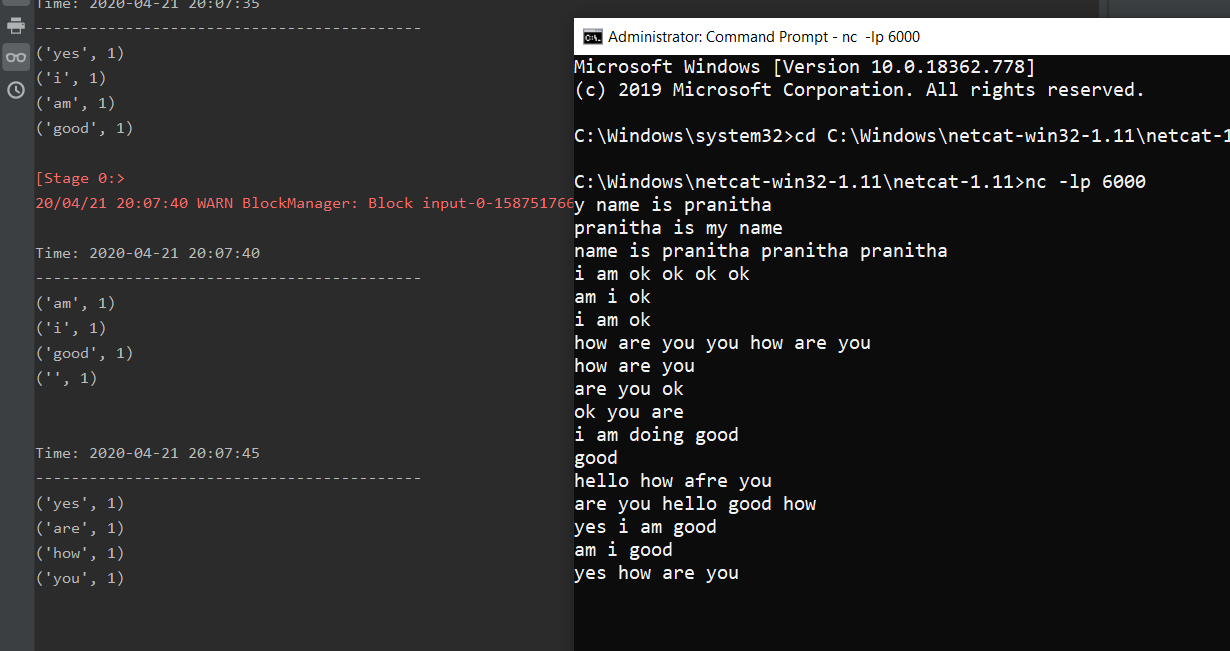 Time: 2020-04-21 20:07:35
-------------------------------------------
('yes', 1)
('i', 1)
('am', 1)
('good', 1)
[Stage 0:>
20/04/21 20:07:40 WARN BlockManager: Block input-0-158751766
Time: 2020-04-21 20:07:40
-------------------------------------------
('am', 1)
('i', 1)
('good', 1)
('', 1)
Time: 2020-04-21 20:07:45
-------------------------------------------
('yes', 1)
('are', 1)
('how', 1)
('you', 1)
Administrator: Command Prompt - nc -lp 6000
Microsoft Windows [Version 10.0.18362.778]
(c) 2019 Microsoft Corporation. All rights reserved.
C:\Windows\system32>cd C:\Windows\netcat-win32-1.11\netcat-1
C:\Windows\netcat-win32-1.11\netcat-1.11>nc -lp 6000
y name is pranitha
pranitha is my name
name is pranitha pranitha pranitha
i am ok ok ok ok
am i ok
i am ok
how are you you how are you
how are you
are you ok
ok you are
i am doing good
good
hello how afre you
are you hello good how
yes i am good
am i good
yes how are you